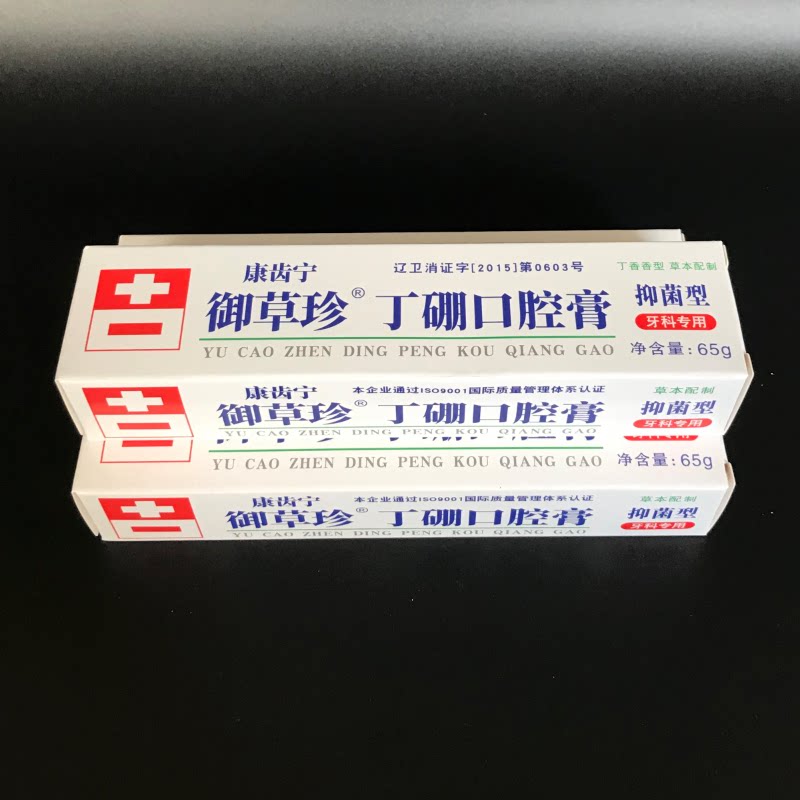 康齿宁
辽卫消证字[2015]第0603号
丁香香型 草本配制
御草珍® 丁硼口腔膏
抑菌型
牙科专用
YU CAO ZHEN DING PENG KOU QIANG GAO
净含量:65g
康齿宁
本企业通过ISO9001国际质量管理体系认证
草本配制
御草珍® 丁硼口腔膏
抑菌型
牙科专用
YU CAO ZHEN DING PENG KOU QIANG GAO
YU CAO ZHEN DING PENG KOU QIANG GAO
净含量:65g
康齿宁
本企业通过ISO9001国际质量管理体系认证
草本配制
御草珍® 丁硼口腔膏
抑菌型
牙科专用
YU CAO ZHEN DING PENG KOU QIANG GAO